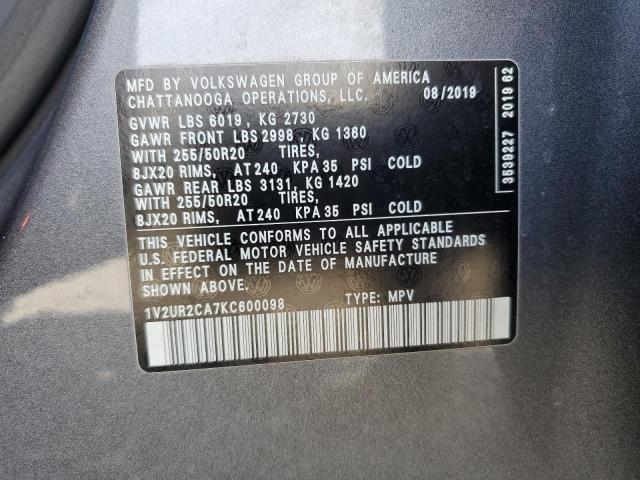 MFD BY VOLKSWAGEN GROUP OF AMERICA
CHATTANOOGA OPERATIONS, LLC. 06/2019
GVWR LBS 6019, KG 2730
GAWR FRONT LBS 2998, KG 1360
WITH 255/50R20 TIRES,
8JX20 RIMS, AT 240 KPA 35 PSI COLD
GAWR REAR LBS 3131, KG 1420
WITH 255/50R20 TIRES,
8JX20 RIMS, AT 240 KPA 35 PSI COLD
THIS VEHICLE CONFORMS TO ALL APPLICABLE
U.S. FEDERAL MOTOR VEHICLE SAFETY STANDARDS
IN EFFECT ON THE DATE OF MANUFACTURE
SHOWN ABOVE.
1V2UR2CA7KC600098 TYPE: MPV
3539227 2019 62